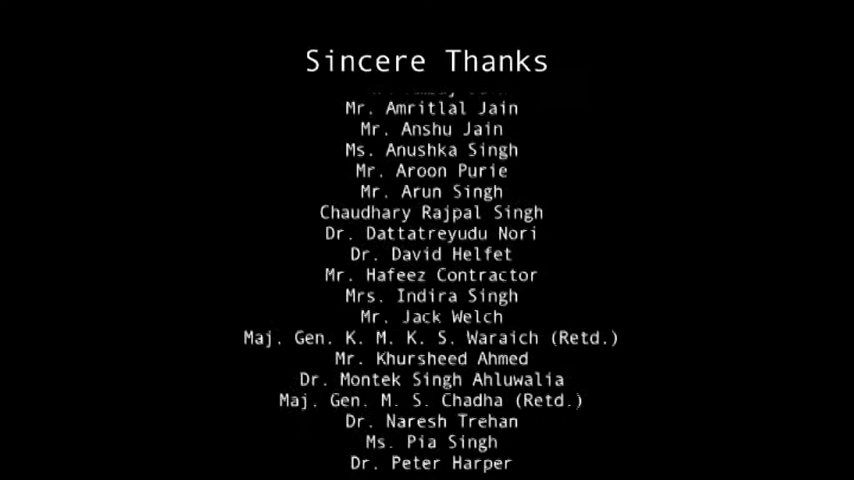 Sincere Thanks
Mr. Amritlal Jain
Mr. Anshu Jain
Ms. Anushka Singh
Mr. Aroon Purie
Mr. Arun Singh
Chaudhary Rajpal Singh
Dr. Dattatreyudu Nori
Dr. David Helfet
Mr. Hafeez Contractor
Mrs. Indira Singh
Mr. Jack Welch
Maj. Gen. K. M. K. S. Waraich (Retd.)
Mr. Khursheed Ahmed
Dr. Montek Singh Ahluwalia
Maj. Gen. M. S. Chadha (Retd.)
Dr. Naresh Trehan
Ms. Pia Singh
Dr. Peter Harper